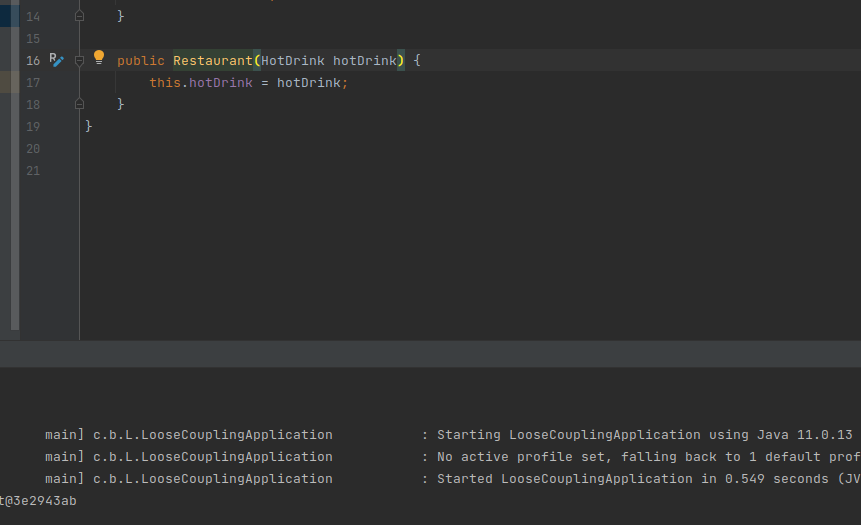 14 }
15
16 public Restaurant(HotDrink hotDrink) {
17 this.hotDrink = hotDrink;
18 }
19 }
20
21
main] c.b.L.LooseCouplingApplication : Starting LooseCouplingApplication using Java 11.0.13
main] c.b.L.LooseCouplingApplication : No active profile set, falling back to 1 default prof
main] c.b.L.LooseCouplingApplication : Started LooseCouplingApplication in 0.549 seconds (JV
t@3e2943ab